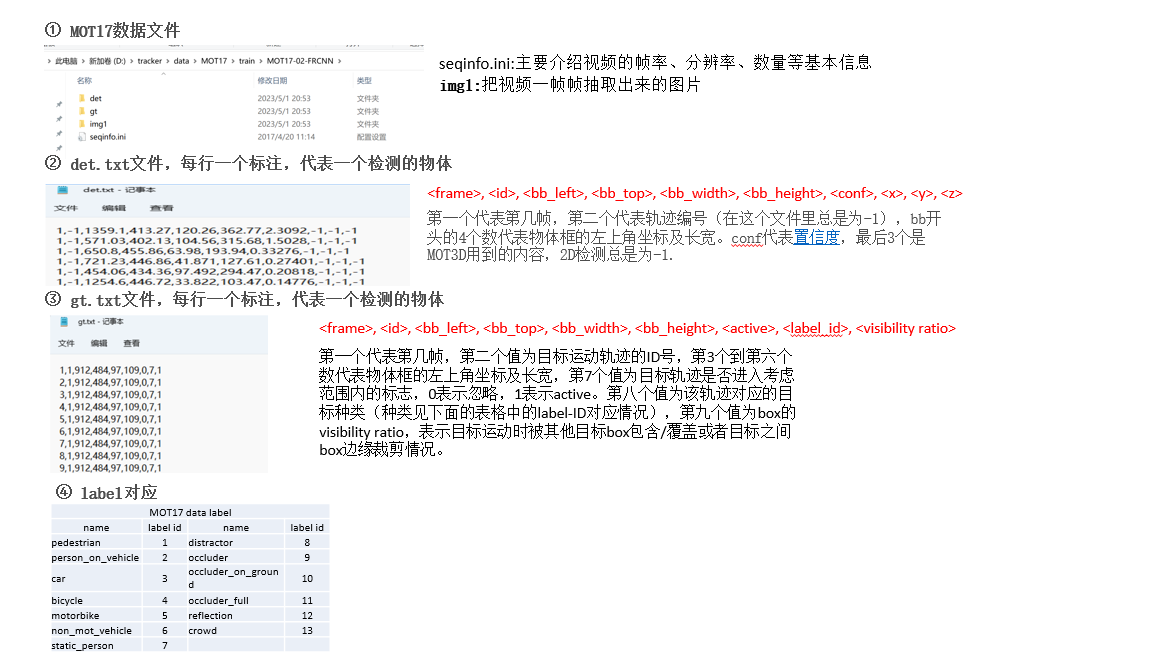 ① MOT17数据文件
› 此电脑 › 新加卷 (D:) › tracker › data › MOT17 › train › MOT17-02-FRCNN ›
名称 修改日期 类型
det 2023/5/1 20:53 文件夹
gt 2023/5/1 20:53 文件夹
img1 2023/5/1 20:53 文件夹
seqinfo.ini 2017/4/20 11:14 配置设置
seqinfo.ini:主要介绍视频的帧率、分辨率、数量等基本信息
img1:把视频一帧帧抽取出来的图片
② det.txt文件，每行一个标注，代表一个检测的物体
det.txt - 记事本
文件 编辑 查看
1,-1,1359.1,413.27,120.26,362.77,2.3092,-1,-1,-1
1,-1,571.03,402.13,104.56,315.68,1.5028,-1,-1,-1
1,-1,650.8,455.86,63.98,193.94,0.33276,-1,-1,-1
1,-1,721.23,446.86,41.871,127.61,0.27401,-1,-1,-1
1,-1,454.06,434.36,97.492,294.47,0.20818,-1,-1,-1
1,-1,1254.6,446.72,33.822,103.47,0.14776,-1,-1,-1
<frame>, <id>, <bb_left>, <bb_top>, <bb_width>, <bb_height>, <conf>, <x>, <y>, <z>
第一个代表第几帧，第二个代表轨迹编号（在这个文件里总是为-1），bb开
头的4个数代表物体框的左上角坐标及长宽。conf代表置信度，最后3个是
MOT3D用到的内容，2D检测总是为-1.
③ gt.txt文件，每行一个标注，代表一个检测的物体
gt.txt - 记事本
文件 编辑 查看
1,1,912,484,97,109,0,7,1
2,1,912,484,97,109,0,7,1
3,1,912,484,97,109,0,7,1
4,1,912,484,97,109,0,7,1
5,1,912,484,97,109,0,7,1
6,1,912,484,97,109,0,7,1
7,1,912,484,97,109,0,7,1
8,1,912,484,97,109,0,7,1
9,1,912,484,97,109,0,7,1
<frame>, <id>, <bb_left>, <bb_top>, <bb_width>, <bb_height>, <active>, <label_id>, <visibility ratio>
第一个代表第几帧，第二个值为目标运动轨迹的ID号，第3个到第六个
数代表物体框的左上角坐标及长宽，第7个值为目标轨迹是否进入考虑
范围内的标志，0表示忽略，1表示active。第八个值为该轨迹对应的目
标种类（种类见下面的表格中的label-ID对应情况），第九个值为box的
visibility ratio，表示目标运动时被其他目标box包含/覆盖或者目标之间
box边缘裁剪情况。
④ label对应
MOT17 data label
name label id name label id
pedestrian 1 distractor 8
person_on_vehicle 2 occluder 9
car 3 occluder_on_groun
d 10
bicycle 4 occluder_full 11
motorbike 5 reflection 12
non_mot_vehicle 6 crowd 13
static_person 7